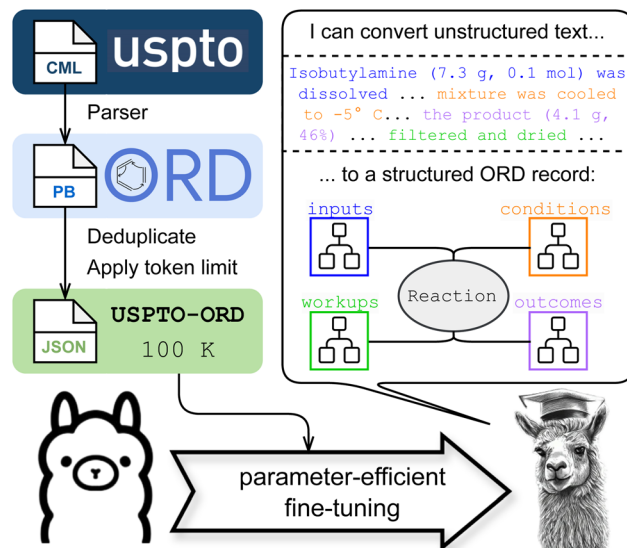 CML
uspto
Parser
PB
ORD
Deduplicate
Apply token limit
JSON
USPTO-ORD
100 K
I can convert unstructured text...
Isobutylamine (7.3 g, 0.1 mol) was
dissolved ... mixture was cooled
to -5° C... the product (4.1 g,
46%) ... filtered and dried ...
... to a structured ORD record:
inputs
conditions
Reaction
workups
outcomes
parameter-efficient
fine-tuning